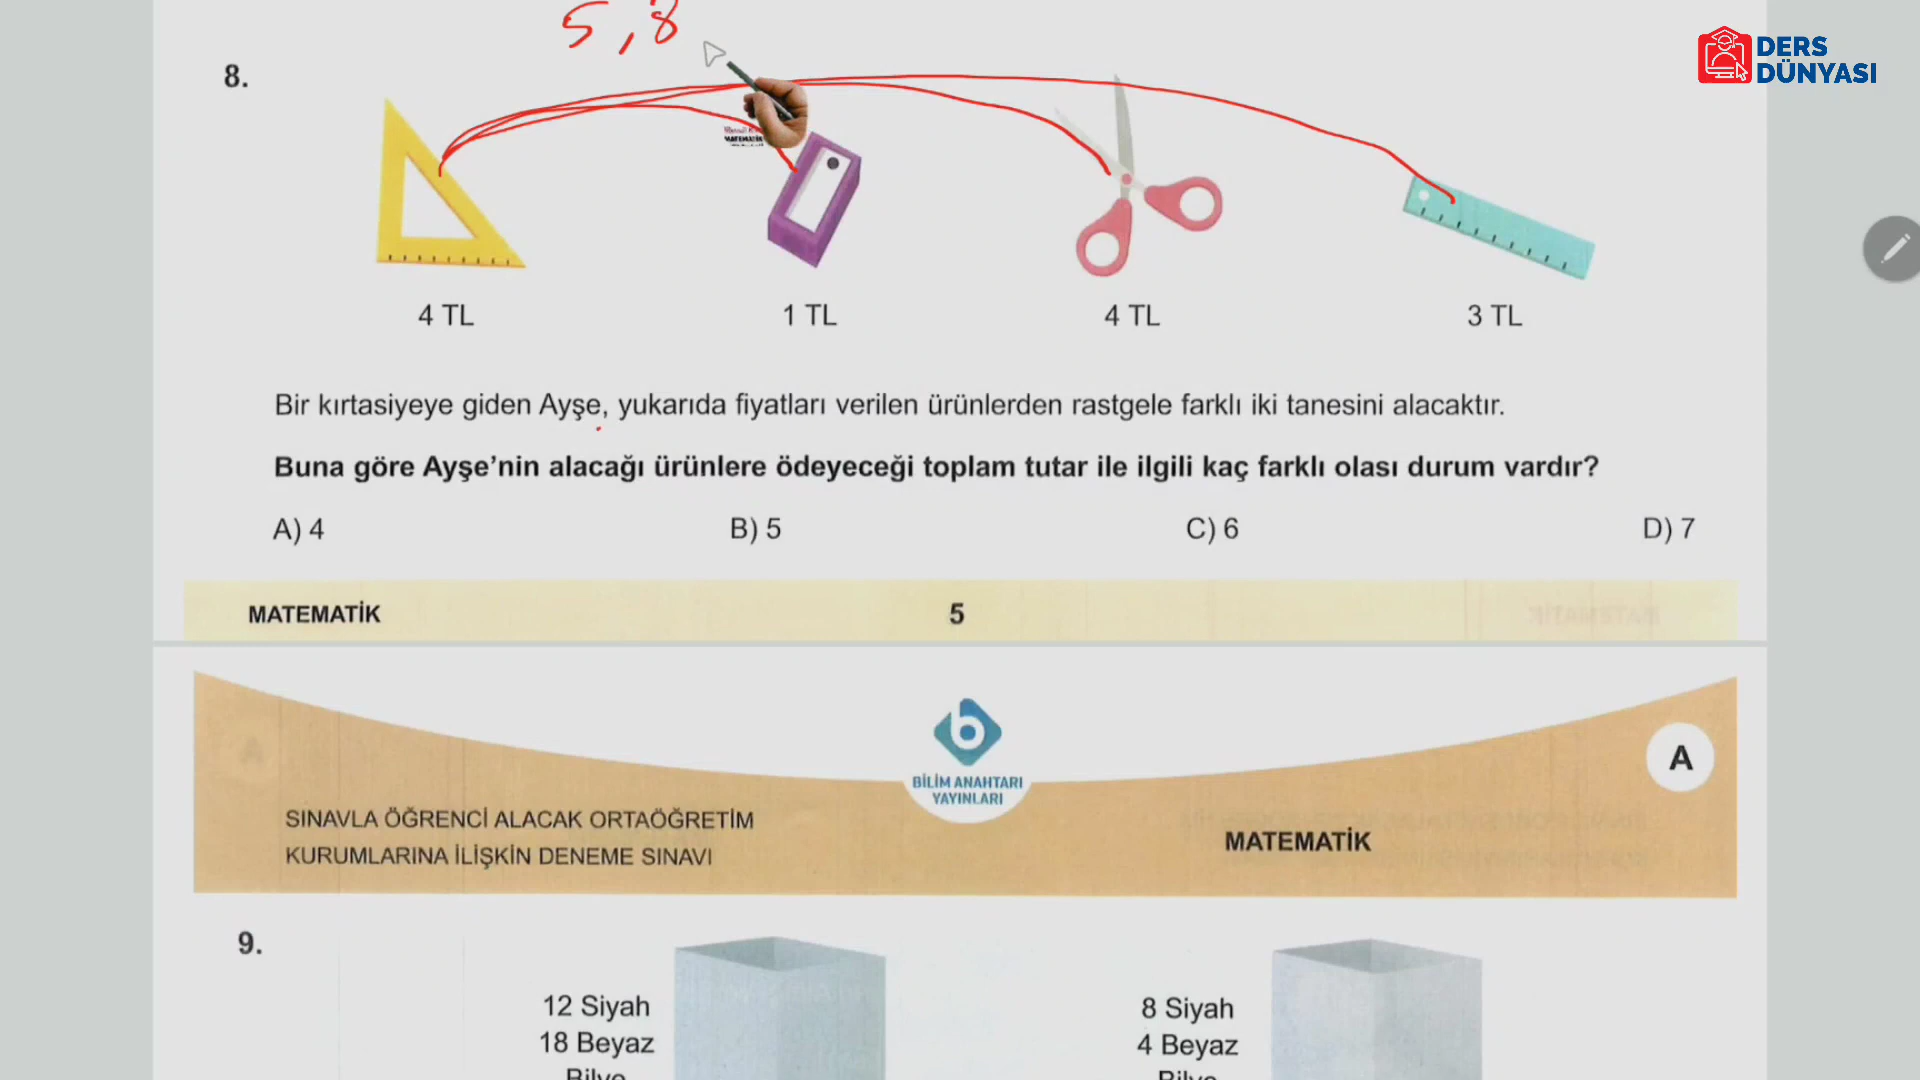 5,8
DERS
DÜNYASI
8.
MATEMATİK
4 TL
1 TL
4 TL
3 TL
Bir kırtasiyeye giden Ayşe, yukarıda fiyatları verilen ürünlerden rastgele farklı iki tanesini alacaktır.
Buna göre Ayşe'nin alacağı ürünlere ödeyeceği toplam tutar ile ilgili kaç farklı olası durum vardır?
A) 4
B) 5
C) 6
D) 7
MATEMATİK
5
b
BİLİM ANAHTARI
YAYINLARI
A
SINAVLA ÖĞRENCİ ALACAK ORTAÖĞRETİM
KURUMLARINA İLİŞKİN DENEME SINAVI
MATEMATİK
9.
12 Siyah
18 Beyaz
Bilye
8 Siyah
4 Beyaz
Bilye